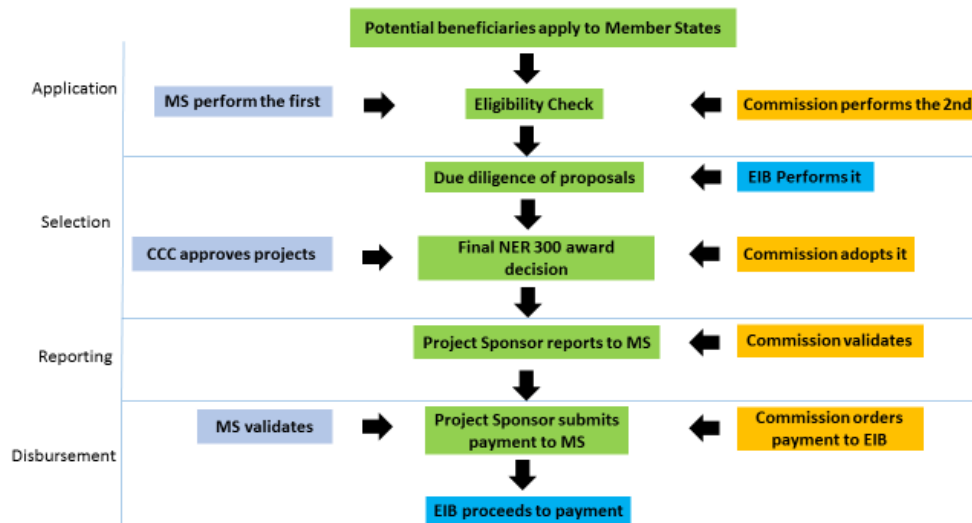 Potential beneficiaries apply to Member States
Application
MS perform the first
Eligibility Check
Commission performs the 2nd
Due diligence of proposals
EIB Performs it
Selection
CCC approves projects
Final NER 300 award
decision
Commission adopts it
Reporting
Project Sponsor reports to MS
Commission validates
MS validates
Project Sponsor submits
payment to MS
Commission orders
payment to EIB
Disbursement
EIB proceeds to payment